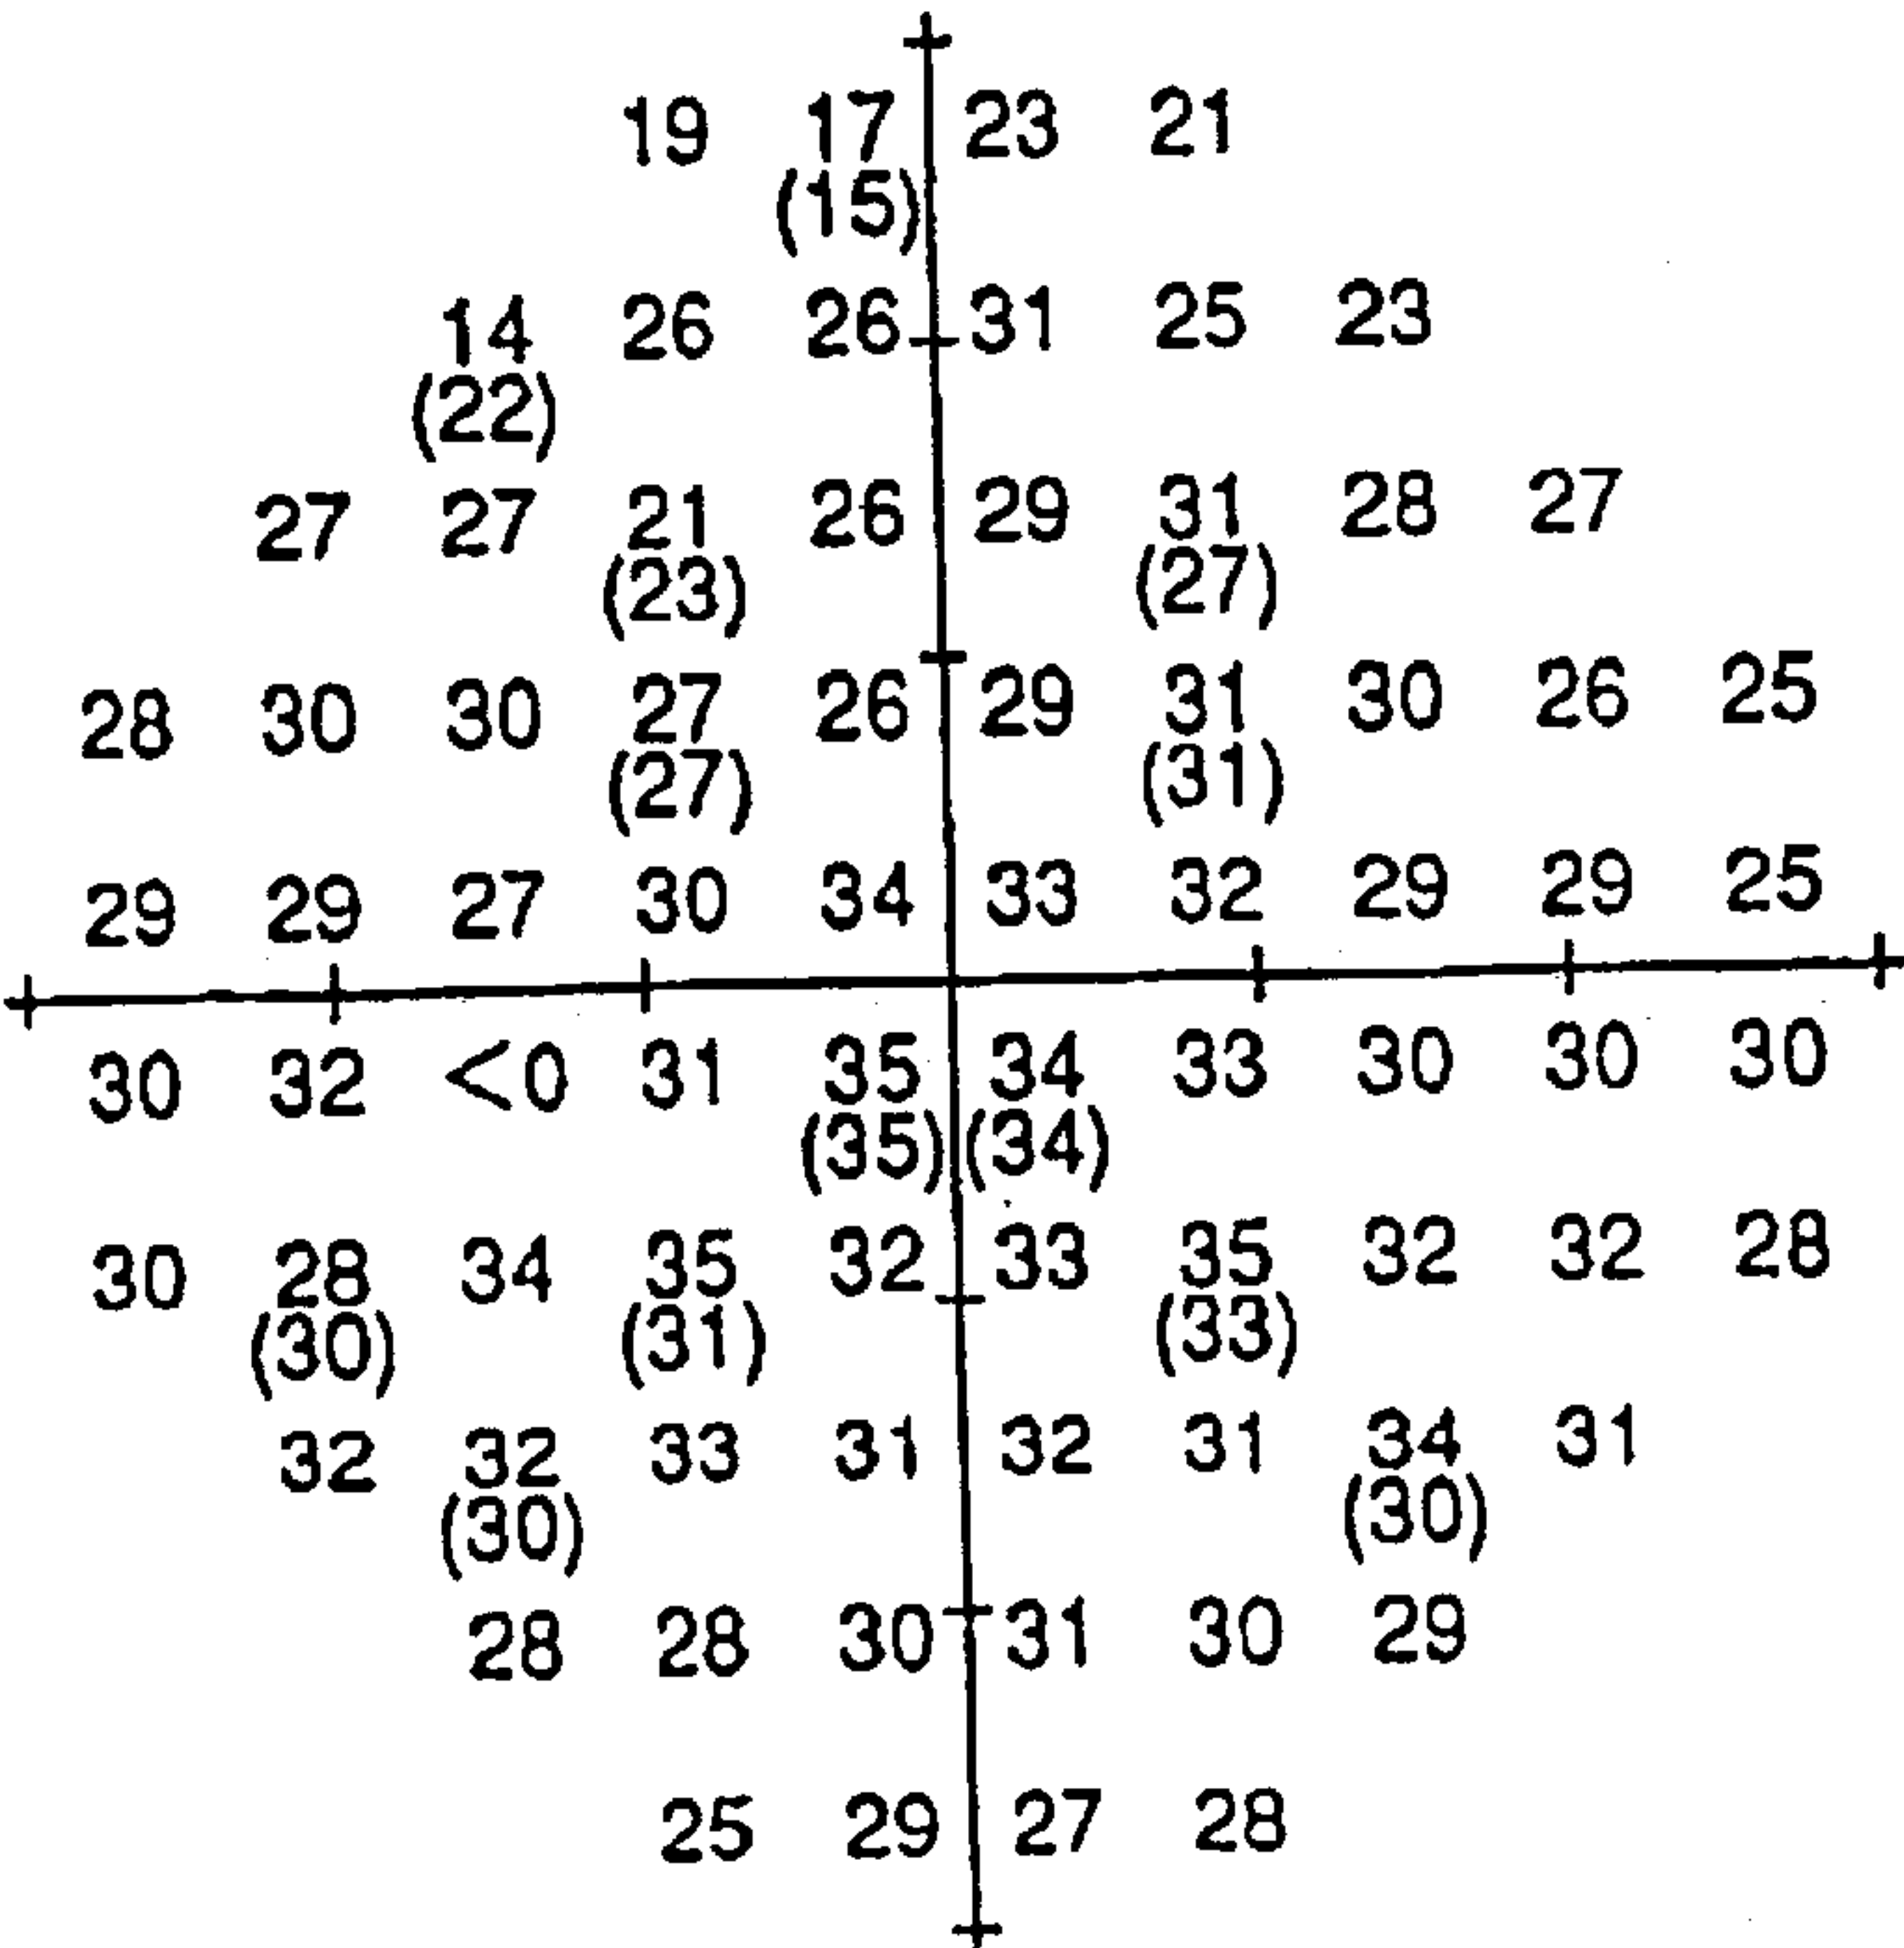 19 17 23 21
(15)
14 26 26 31 25 23
(22)
27 27 21 26 29 31 28 27
(23) (27)
28 30 30 27 26 29 31 30 26 25
(27) (31)
29 29 27 30 34 33 32 29 29 25
30 32 <0 31 35 34 33 30 30 30
(35) (34)
30 28 34 35 32 33 35 32 32 28
(30) (31) (33)
32 32 33 31 32 31 34 31
(30) (30)
28 28 30 31 30 29
25 29 27 28